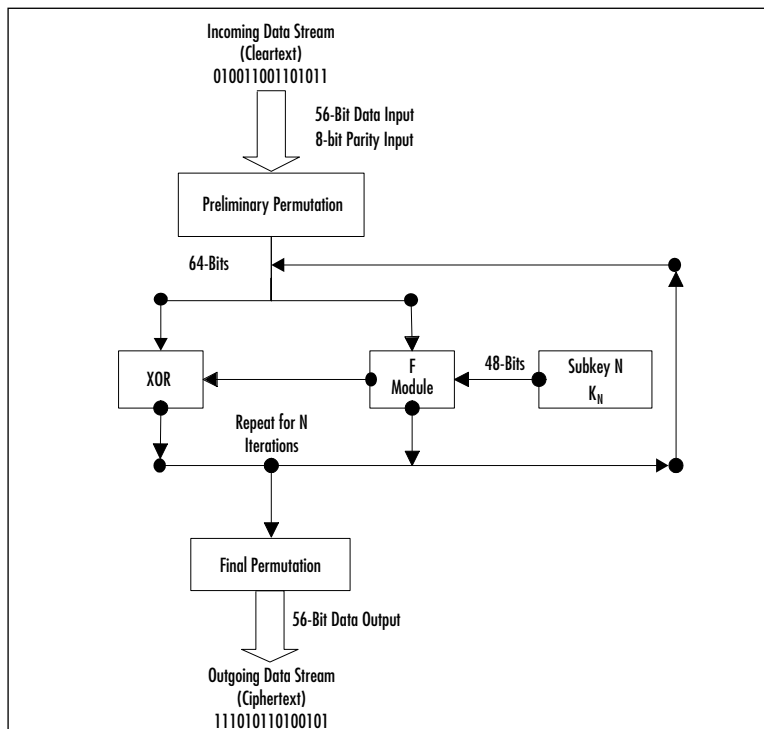 Incoming Data Stream
(Cleartext)
010011001101011
56-Bit Data Input
8-bit Parity Input
Preliminary Permutation
64-Bits
XOR
F
Module
48-Bits
Subkey N
KN
Repeat for N
Iterations
Final Permutation
56-Bit Data Output
Outgoing Data Stream
(Ciphertext)
111010110100101